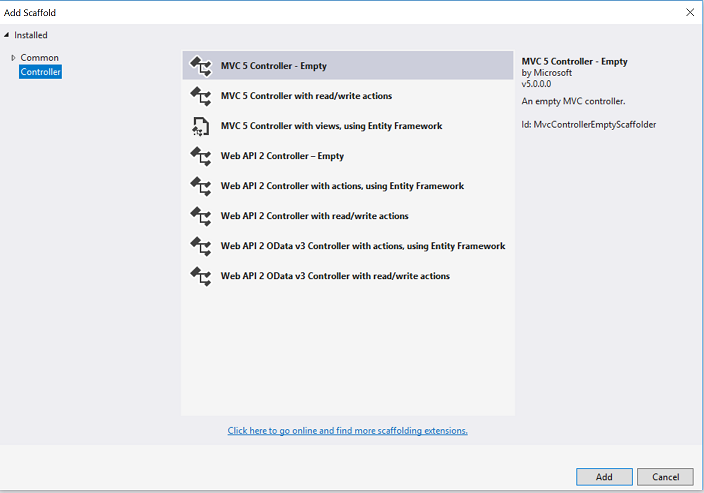 Add Scaffold
Installed
Common
Controller
MVC 5 Controller - Empty
MVC 5 Controller with read/write actions
MVC 5 Controller with views, using Entity Framework
Web API 2 Controller – Empty
Web API 2 Controller with actions, using Entity Framework
Web API 2 Controller with read/write actions
Web API 2 OData v3 Controller with actions, using Entity Framework
Web API 2 OData v3 Controller with read/write actions
MVC 5 Controller - Empty
by Microsoft
v5.0.0.0
An empty MVC controller.
Id: MvcControllerEmptyScaffolder
Click here to go online and find more scaffolding extensions.
Add
Cancel